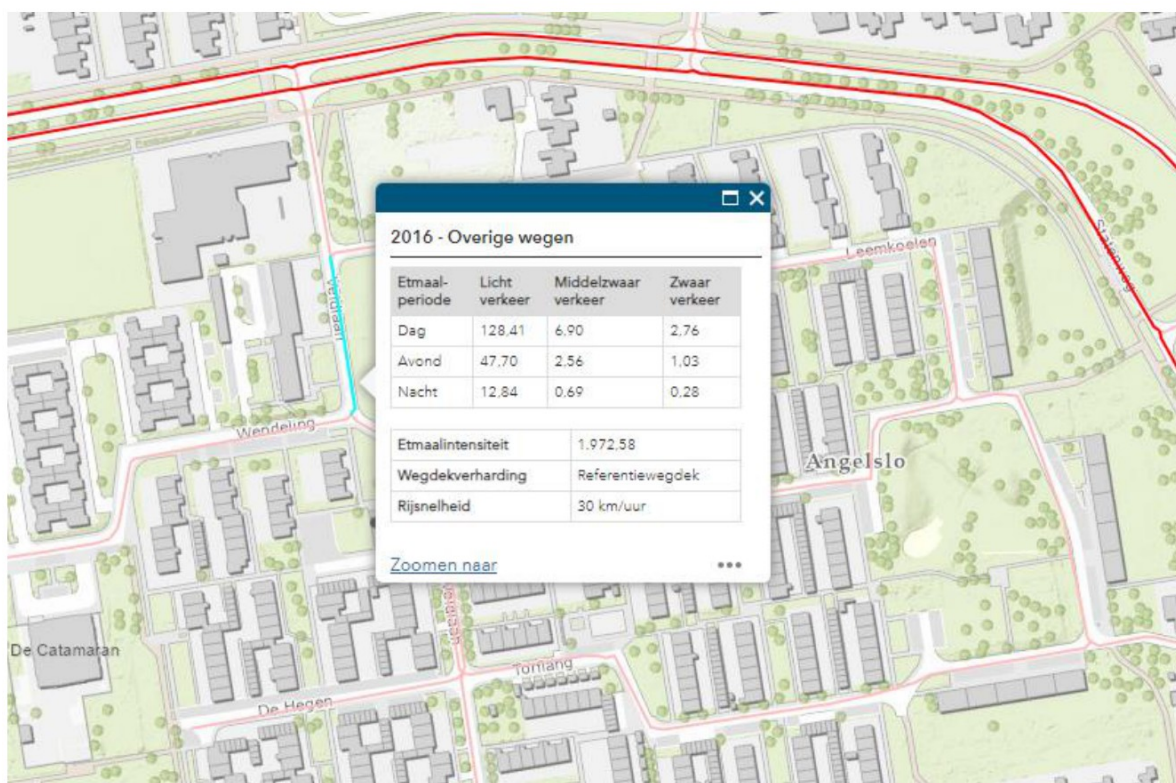 2016 - Overige wegen
Etmaal-
periode
Licht
verkeer
Middelzwaar
verkeer
Zwaar
verkeer
Dag 128,41 6,90 2,76
Avond 47,70 2,56 1,03
Nacht 12,84 0,69 0,28
Etmaalintensiteit 1.972,58
Wegdekverharding Referentiewegdek
Rijsnelheid 30 km/uur
Zoomen naar
Statenweg
Leemkoelen
Wendeling
Angelslo
De Catamaran
De Hegen